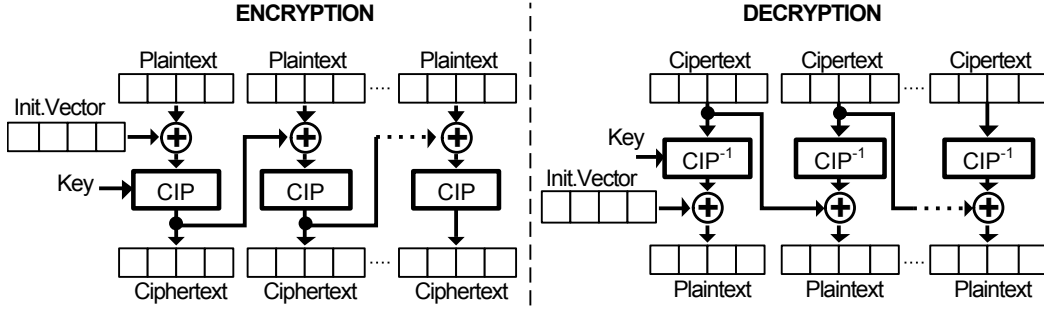 ENCRYPTION
Plaintext Plaintext Plaintext
....
Init.Vector
Key
CIP CIP CIP
....
Ciphertext Ciphertext Ciphertext
DECRYPTION
Cipertext Cipertext Cipertext
....
Key
CIP-1 CIP-1 CIP-1
Init.Vector
....
Plaintext Plaintext Plaintext